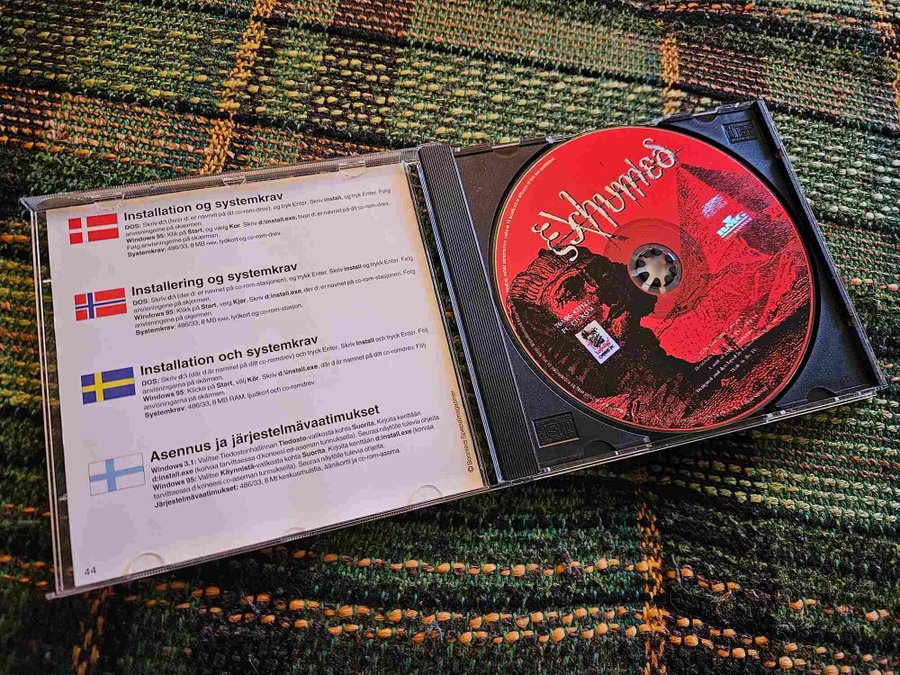 Installation og systemkrav
DOS: Skriv d:\ (hvor d: er navnet på dit CD-ROM-drev), og tryk Enter. Skriv install, og tryk Enter. Følg
anvisningerne på skærmen.
Windows 95: Klik på Start, og vælg Kør. Skriv d:\install.exe, hvor d: er navnet på dit CD-ROM-drev.
Følg anvisningerne på skærmen.
Systemkrav: 486/33, 8 MB RAM, lydkort og CD-ROM-drev.
Installering og systemkrav
DOS: Skriv d:\ (der d: er navnet på CD-ROM-stasjonen), og trykk Enter. Skriv install og trykk Enter. Følg
anvisningene på skjermen.
Windows 95: Klikk på Start, velg Kjør. Skriv d:\install.exe, der d: er navnet på CD-ROM-stasjonen. Følg
anvisningene på skjermen.
Systemkrav: 486/33, 8 MB RAM, lydkort og CD-ROM-stasjon.
Installation och systemkrav
DOS: Skriv d:\ (där d är namnet på ditt CD-ROMdrev) och tryck Enter. Skriv Install och tryck Enter. Följ
anvisningarna på skärmen.
Windows 95: Klicka på Start, välj Kör. Skriv d:\install.exe, där d är namnet på ditt CD-ROMdrev. Följ
anvisningarna på skärmen.
Systemkrav: 486/33, 8 MB RAM, ljudkort och CD-ROMdrev.
Asennus ja järjestelmävaatimukset
Windows 3.1: Valitse Tiedostonhallinnan Tiedosto-valikosta kohta Suorita. Kirjoita kenttään
d:install.exe (korvaa tarvittaessa d koneesi CD-aseman tunnuksella). Seuraa näytölle tulevia ohjeita.
Windows 95: Valitse Käynnistä-valikosta kohta Suorita. Kirjoita kenttään d:install.exe (korvaa
tarvittaessa d koneesi CD-aseman tunnuksella). Seuraa näytölle tulevia ohjeita.
Järjestelmävaatimukset: 486/33, 8 Mt keskusmuistia, äänikortti ja CD-ROM-asema.
44
© Bonniers Specialmagasiner
Exhumed
BMG
INTERACTIVE